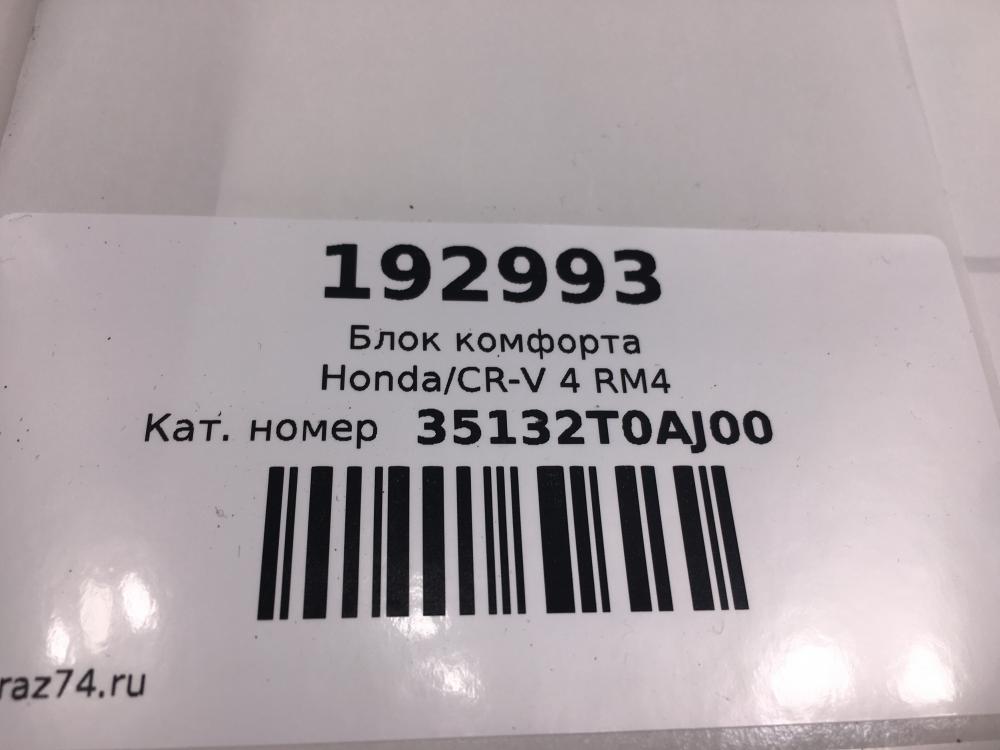 192993
Блок комфорта
Honda/CR-V 4 RM4
Кат. номер 35132T0AJ00
raz74.ru